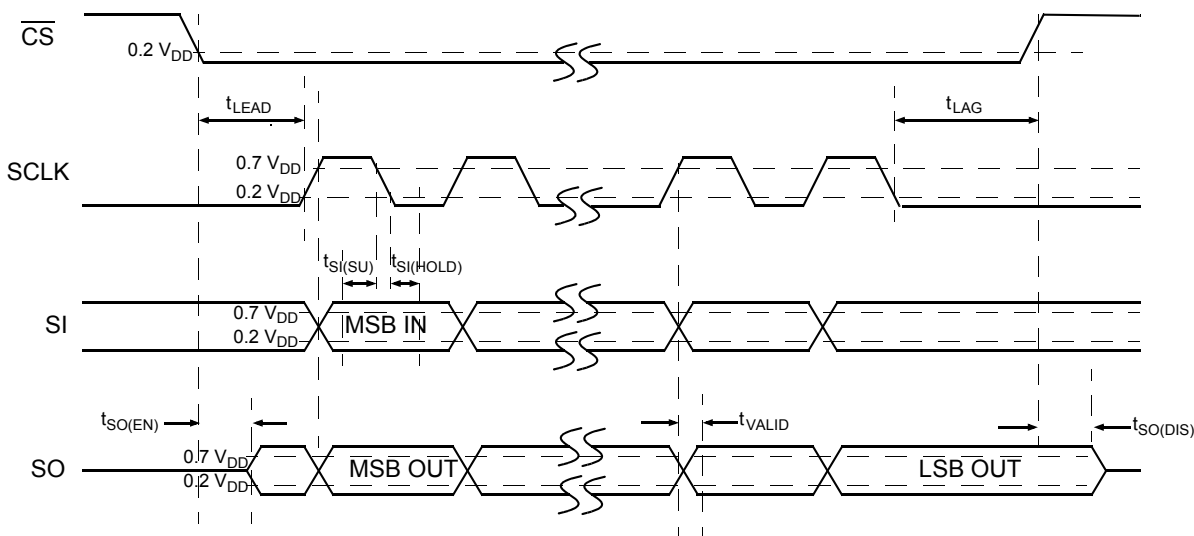 CS
0.2 VDD
tLEAD
tLAG
SCLK
0.7 VDD
0.2 VDD
tSI(SU)
tSI(HOLD)
SI
0.7 VDD
MSB IN
0.2 VDD
tSO(EN)
tVALID
tSO(DIS)
SO
0.7 VDD
MSB OUT
LSB OUT
0.2 VDD